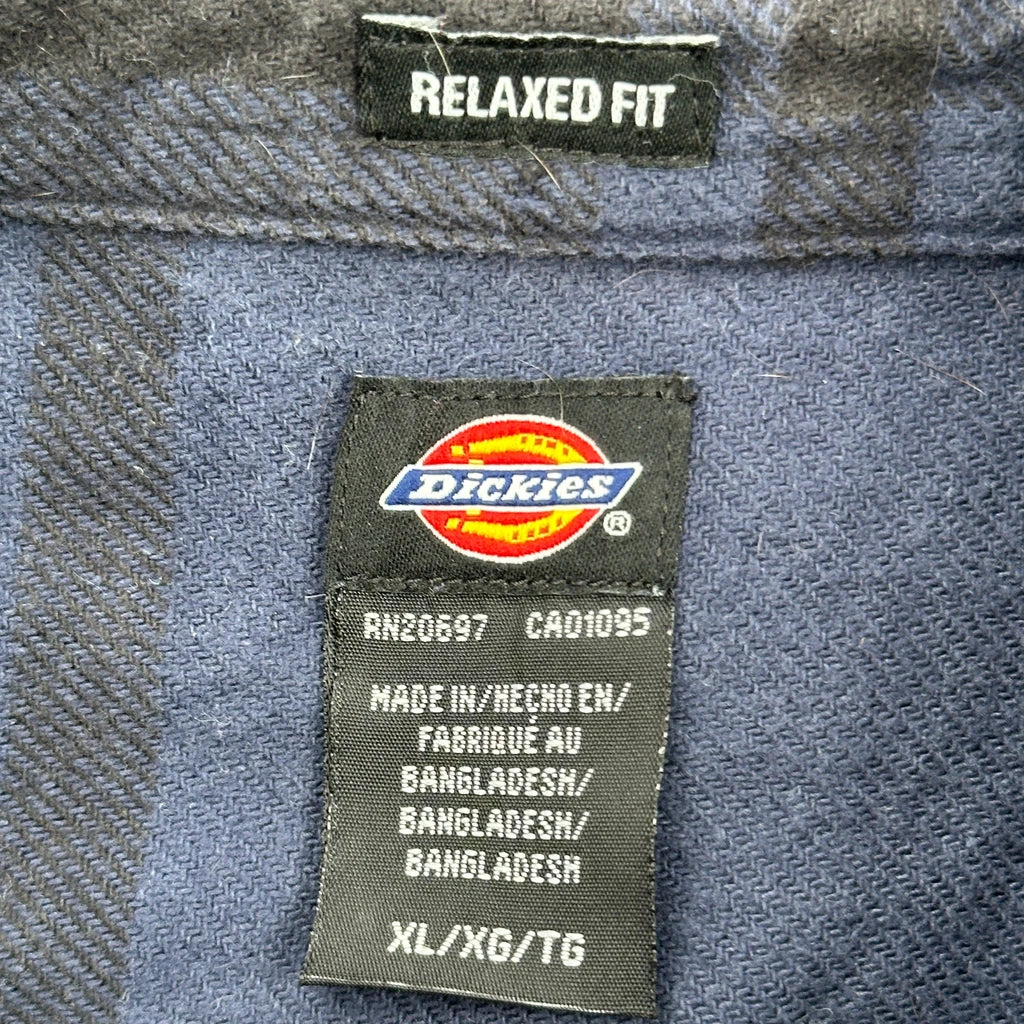 RELAXED FIT
Dickies
®
RN20697 CA01095
MADE IN/HECHO EN/
FABRIQUÉ AU
BANGLADESH/
BANGLADESH/
BANGLADESH
XL/XG/TG